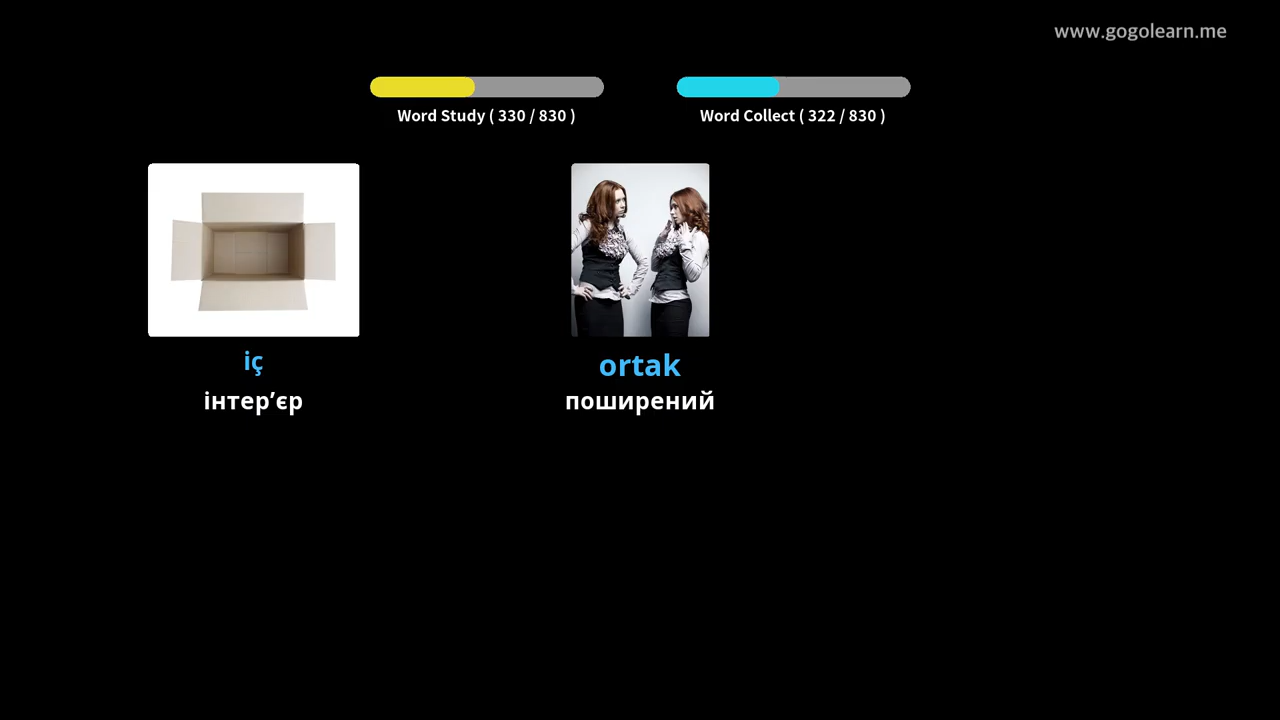 www.gogolearn.me
Word Study ( 330 / 830 )
Word Collect ( 322 / 830 )
iç
інтер’єр
ortak
поширений